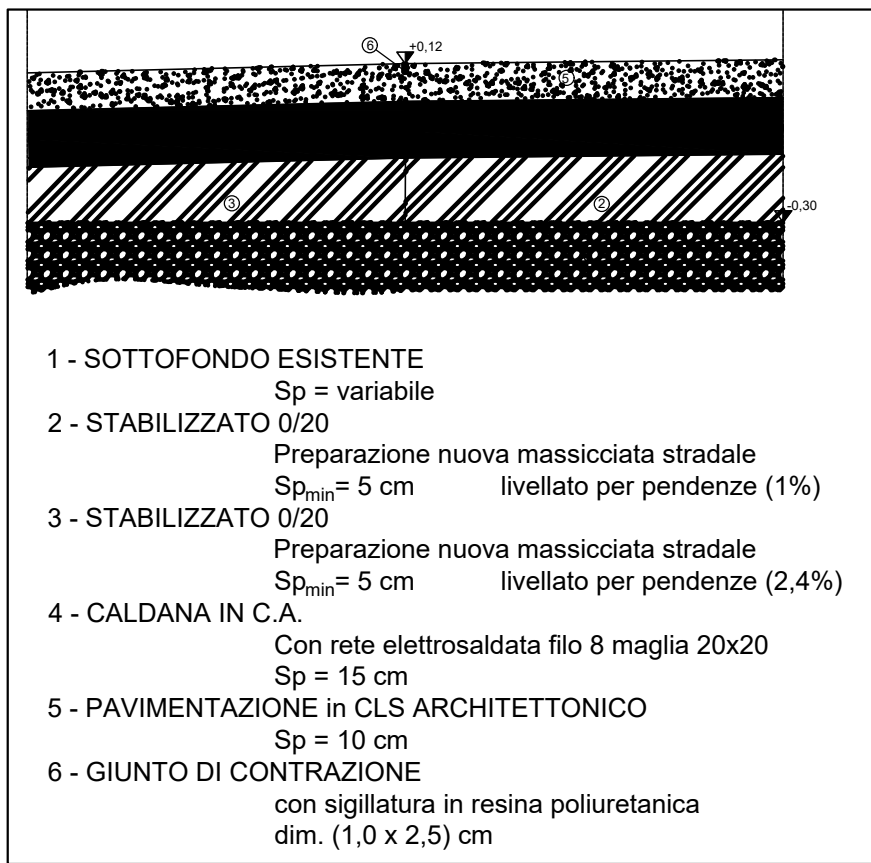 ⑥ +0,12
⑤
③ ②
-0,30
1 - SOTTOFONDO ESISTENTE
Sp = variabile
2 - STABILIZZATO 0/20
Preparazione nuova massicciata stradale
Spmin= 5 cm livellato per pendenze (1%)
3 - STABILIZZATO 0/20
Preparazione nuova massicciata stradale
Spmin= 5 cm livellato per pendenze (2,4%)
4 - CALDANA IN C.A.
Con rete elettrosaldata filo 8 maglia 20x20
Sp = 15 cm
5 - PAVIMENTAZIONE in CLS ARCHITETTONICO
Sp = 10 cm
6 - GIUNTO DI CONTRAZIONE
con sigillatura in resina poliuretanica
dim. (1,0 x 2,5) cm